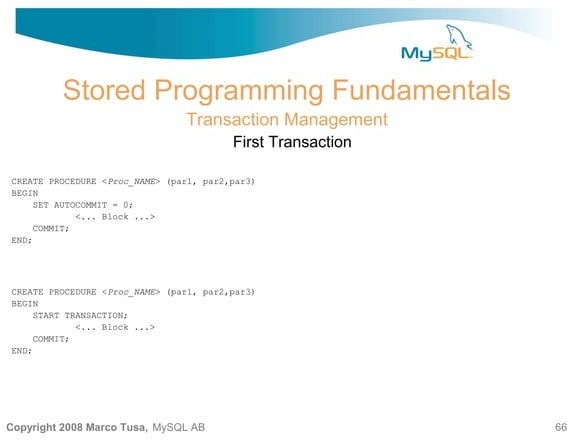 MySQL
Stored Programming Fundamentals
Transaction Management
First Transaction
CREATE PROCEDURE <Proc_NAME> (par1, par2,par3)
BEGIN
    SET AUTOCOMMIT = 0;
            <... Block ...>
    COMMIT;
END;
CREATE PROCEDURE <Proc_NAME> (par1, par2,par3)
BEGIN
    START TRANSACTION;
            <... Block ...>
    COMMIT;
END;
Copyright 2008 Marco Tusa, MySQL AB 66